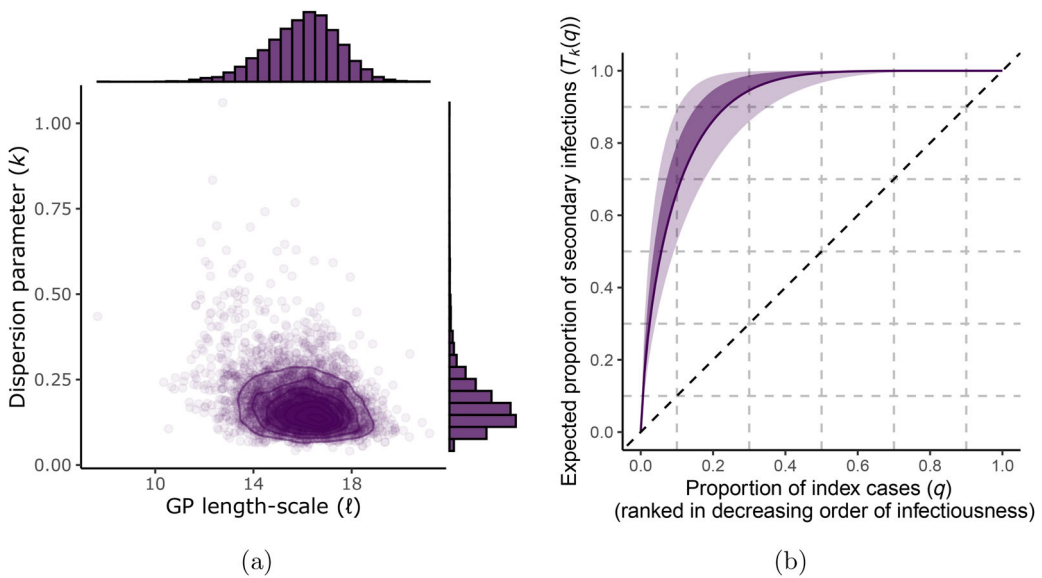 Dispersion parameter (k)
1.00
0.75
0.50
0.25
0.00
10
14
18
GP length-scale (ℓ)
(a)
Expected proportion of secondary infections (Tk(q))
1.0
0.8
0.6
0.4
0.2
0.0
0.0
0.2
0.4
0.6
0.8
1.0
Proportion of index cases (q)
(ranked in decreasing order of infectiousness)
(b)